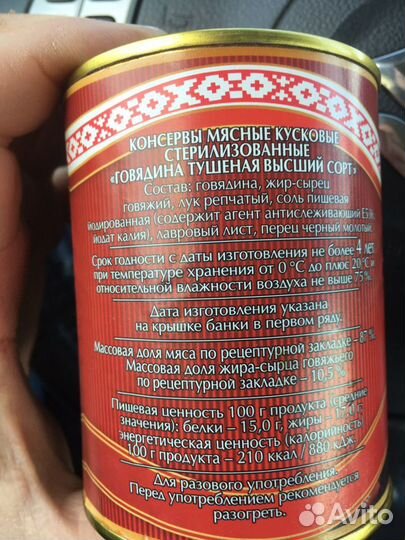 КОНСЕРВЫ МЯСНЫЕ КУСКОВЫЕ
СТЕРИЛИЗОВАННЫЕ
«ГОВЯДИНА ТУШЕНАЯ ВЫСШИЙ СОРТ»
Состав: говядина, жир-сырец
говяжий, лук репчатый, соль пищевая
йодированная (содержит агент антислеживающий
йодат калия), лавровый лист, перец черный молотый.
Срок годности с даты изготовления не более 4 лет
при температуре хранения от 0°С до плюс 20°С и
относительной влажности воздуха не выше 75%.
Дата изготовления указана
на крышке банки в первом ряду.
Массовая доля мяса по рецептурной закладке – 87%
Массовая доля жира-сырца говяжьего
по рецептурной закладке – 10,5%
Пищевая ценность 100 г продукта (средние
значения): белки – 15,0 г, жиры – 17,0 г
энергетическая ценность (калорийность)
100 г продукта – 210 ккал / 880 кДж.
Для разового употребления.
Перед употреблением рекомендуется
разогреть.
Avito